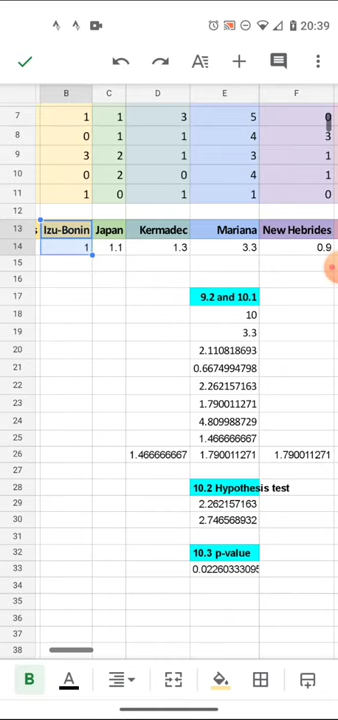 20:39
B C D E F
7 1 1 3 5 0
8 0 1 1 4 3
9 3 2 1 3 1
10 0 2 0 4 1
11 1 0 1 1 0
13 Izu-Bonin Japan Kermadec Mariana New Hebrides
14 1 1.1 1.3 3.3 0.9
15
16
17 9.2 and 10.1
18 10
19 3.3
20 2.110818693
21 0.6674994798
22 2.262157163
23 1.790011271
24 4.809988729
25 1.466666667
26 1.466666667 1.790011271 1.790011271
27
28 10.2 Hypothesis test
29 2.262157163
30 2.746568932
31
32 10.3 p-value
33 0.02260333095
34
35
36
37
38
B A